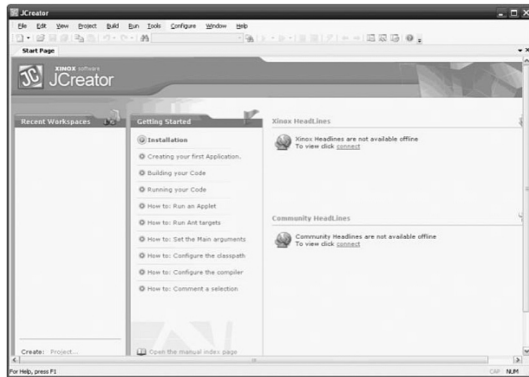 JCreator
File Edit View Project Build Run Tools Configure Window Help
Start Page
JC XINOX software
JCreator
Recent Workspaces
Create: Project...
Getting Started
Installation
Creating your first Application.
Building your Code
Running your Code
How to: Run an Applet
How to: Run Ant targets
How to: Set the Main arguments
How to: Configure the classpath
How to: Configure the compiler
How to: Comment a selection
Open the manual index page
Xinox HeadLines
Xinox Headlines are not available offline
To view click connect
Community HeadLines
Community Headlines are not available offline
To view click connect
For Help, press F1
CAP NUM